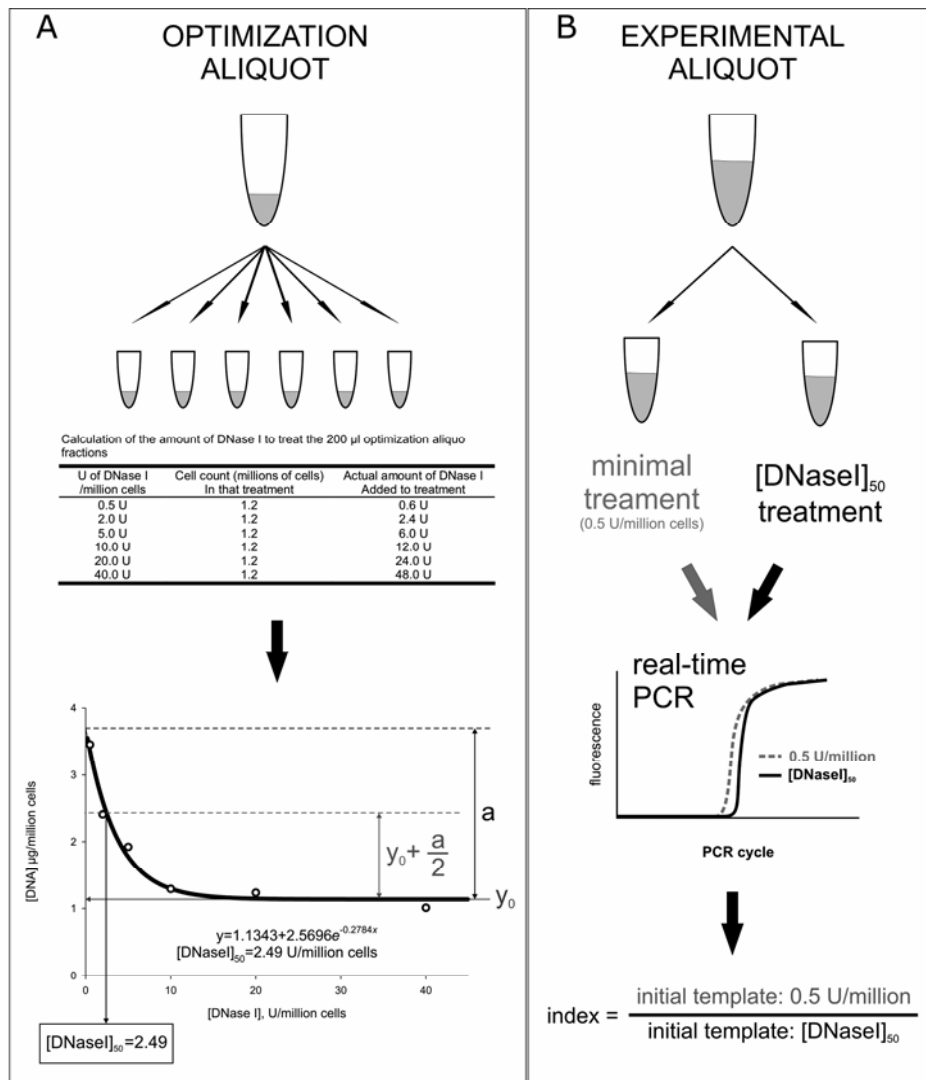 A
OPTIMIZATION
ALIQUOT
Calculation of the amount of DNase I to treat the 200 µl optimization aliquo
fractions
U of DNase I Cell count (millions of cells) Actual amount of DNase I
/million cells In that treatment Added to treatment
0.5 U 1.2 0.6 U
2.0 U 1.2 2.4 U
5.0 U 1.2 6.0 U
10.0 U 1.2 12.0 U
20.0 U 1.2 24.0 U
40.0 U 1.2 48.0 U
4
3
2
1
0
[DNA] µg/million cells
a
y₀+ a/2
y₀
y=1.1343+2.5696e^-0.2784x
[DNaseI]₅₀=2.49 U/million cells
0 10 20 40
[DNase I], U/million cells
[DNaseI]₅₀=2.49
B
EXPERIMENTAL
ALIQUOT
minimal
treament
(0.5 U/million cells)
[DNaseI]₅₀
treatment
real-time
PCR
fluorescence
0.5 U/million
[DNaseI]₅₀
PCR cycle
index = initial template: 0.5 U/million
initial template: [DNaseI]₅₀